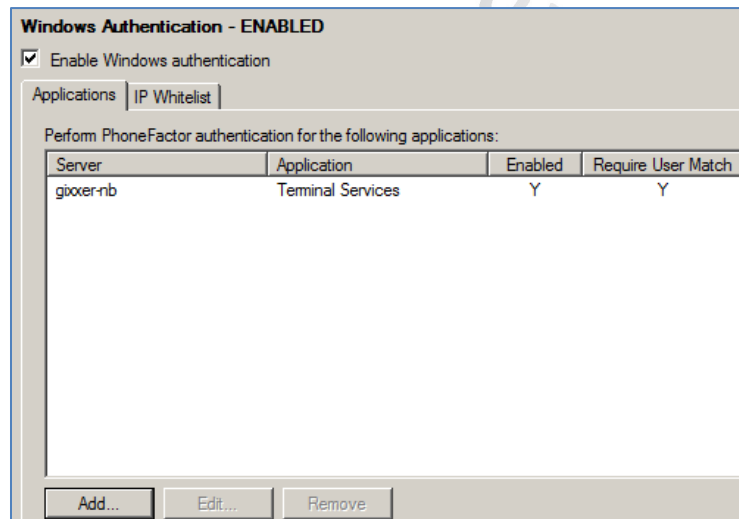 Windows Authentication - ENABLED
Enable Windows authentication
Applications IP Whitelist
Perform PhoneFactor authentication for the following applications:
Server Application Enabled Require User Match
gixxer-nb Terminal Services Y Y
Add... Edit... Remove